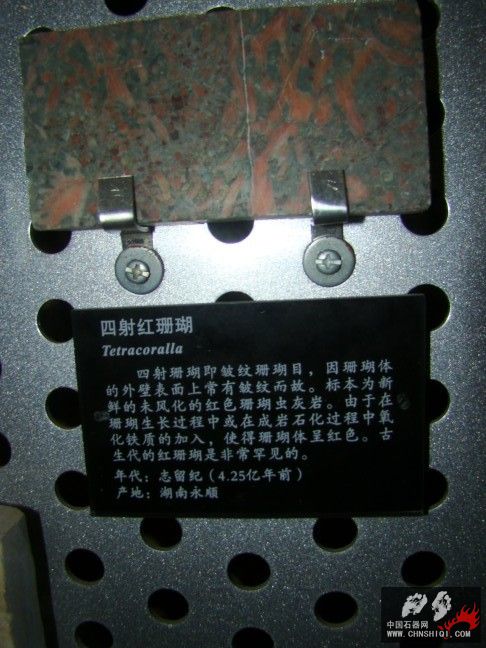 四射红珊瑚
Tetracoralla
四射珊瑚即皱纹珊瑚目，因珊瑚体
的外壁表面上常有皱纹而故。标本为新
鲜的未风化的红色珊瑚虫灰岩。由于在
珊瑚生长过程中或在成岩石化过程中氧
化铁质的加入，使得珊瑚体呈红色。古
生代的红珊瑚是非常罕见的。
年代：志留纪（4.25亿年前）
产地：湖南永顺
中国石器网
WWW.CHNSHIQI.COM